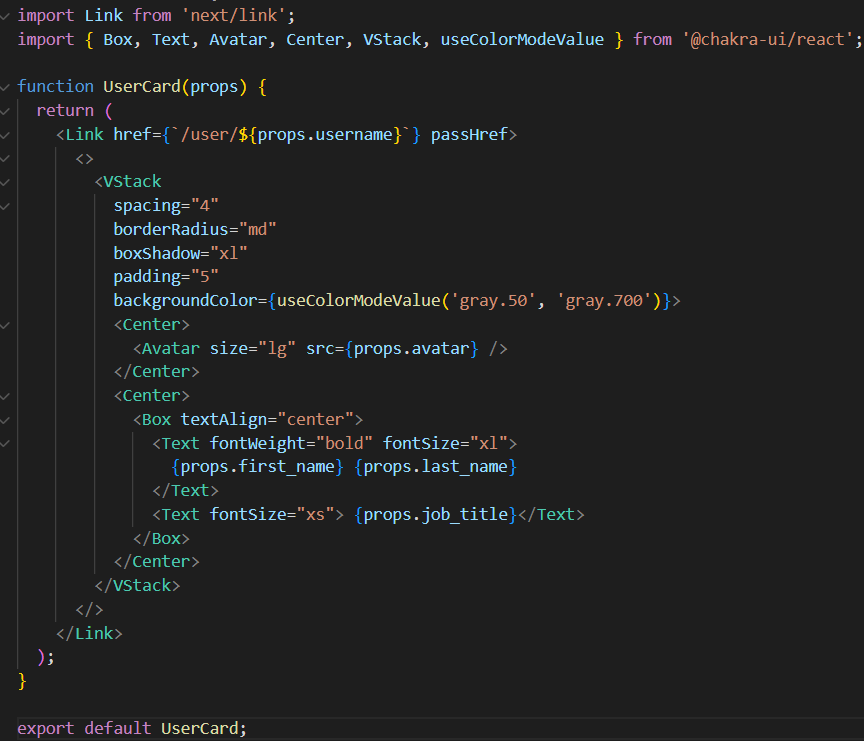 import Link from 'next/link';
import { Box, Text, Avatar, Center, VStack, useColorModeValue } from '@chakra-ui/react';

function UserCard(props) {
  return (
    <Link href={`/user/${props.username}`} passHref>
      <>
        <VStack
          spacing="4"
          borderRadius="md"
          boxShadow="xl"
          padding="5"
          backgroundColor={useColorModeValue('gray.50', 'gray.700')}>
          <Center>
            <Avatar size="lg" src={props.avatar} />
          </Center>
          <Center>
            <Box textAlign="center">
              <Text fontWeight="bold" fontSize="xl">
                {props.first_name} {props.last_name}
              </Text>
              <Text fontSize="xs"> {props.job_title}</Text>
            </Box>
          </Center>
        </VStack>
      </>
    </Link>
  );
}

export default UserCard;